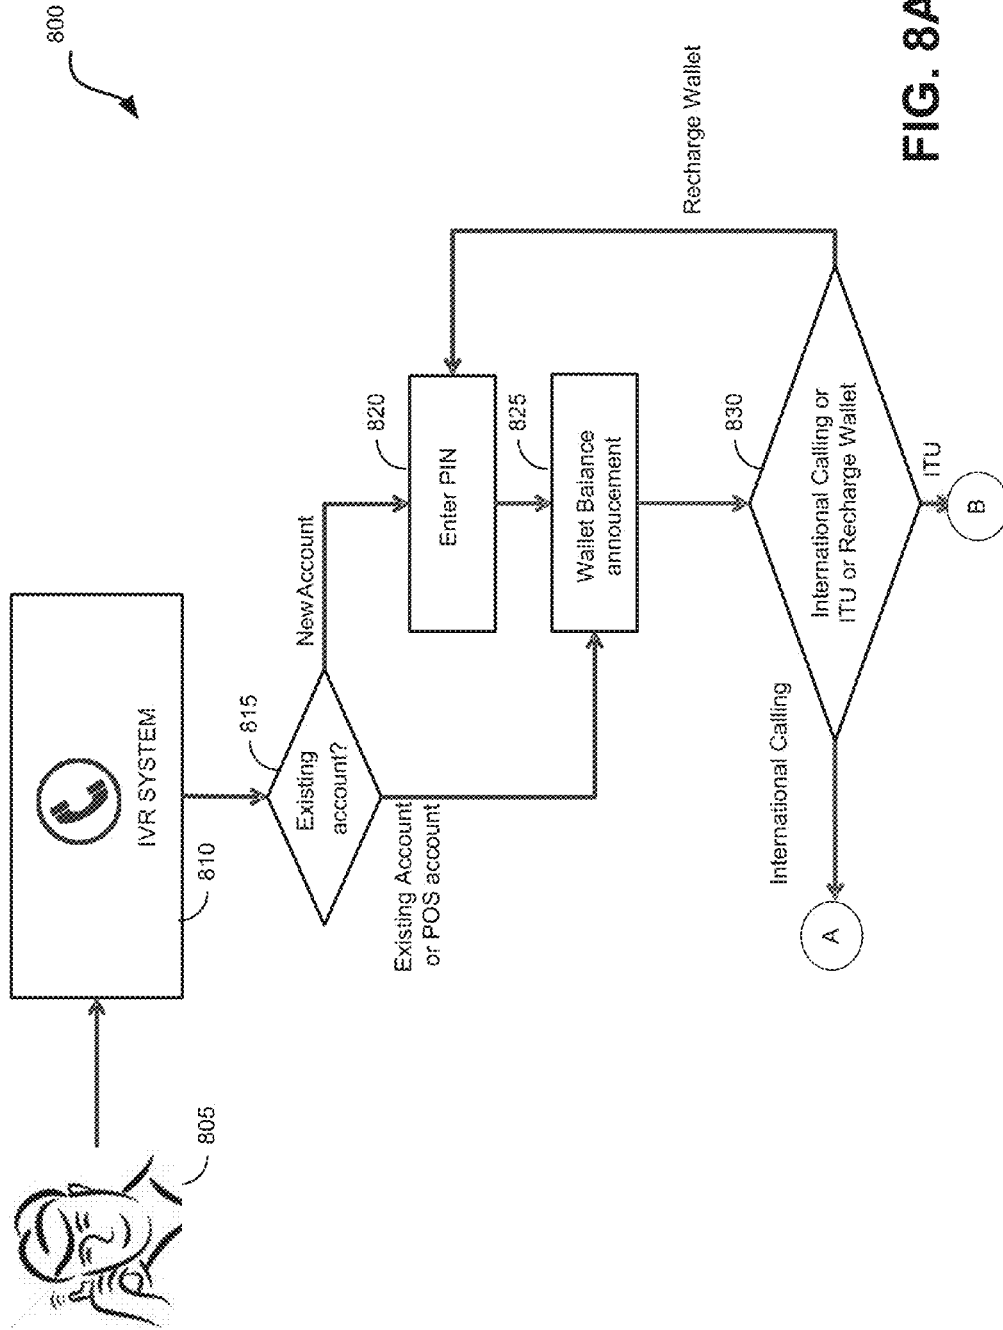 800
805
IVR SYSTEM
810
Existing
account?
815
New Account
Existing Account
or POS account
Enter PIN
820
Wallet Balance
annoucement
825
International Calling or
ITU or Recharge Wallet
830
Recharge Wallet
International Calling
ITU
A
B
FIG. 8A